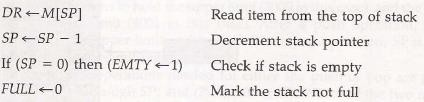 DR ← M[SP] Read item from the top of stack
SP ← SP − 1 Decrement stack pointer
If (SP = 0) then (EMTY ← 1) Check if stack is empty
FULL ← 0 Mark the stack not full